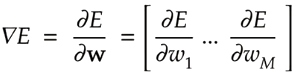 ∇E = ∂E/∂𝐰 = [ ∂E/∂w₁ ... ∂E/∂w_M ]